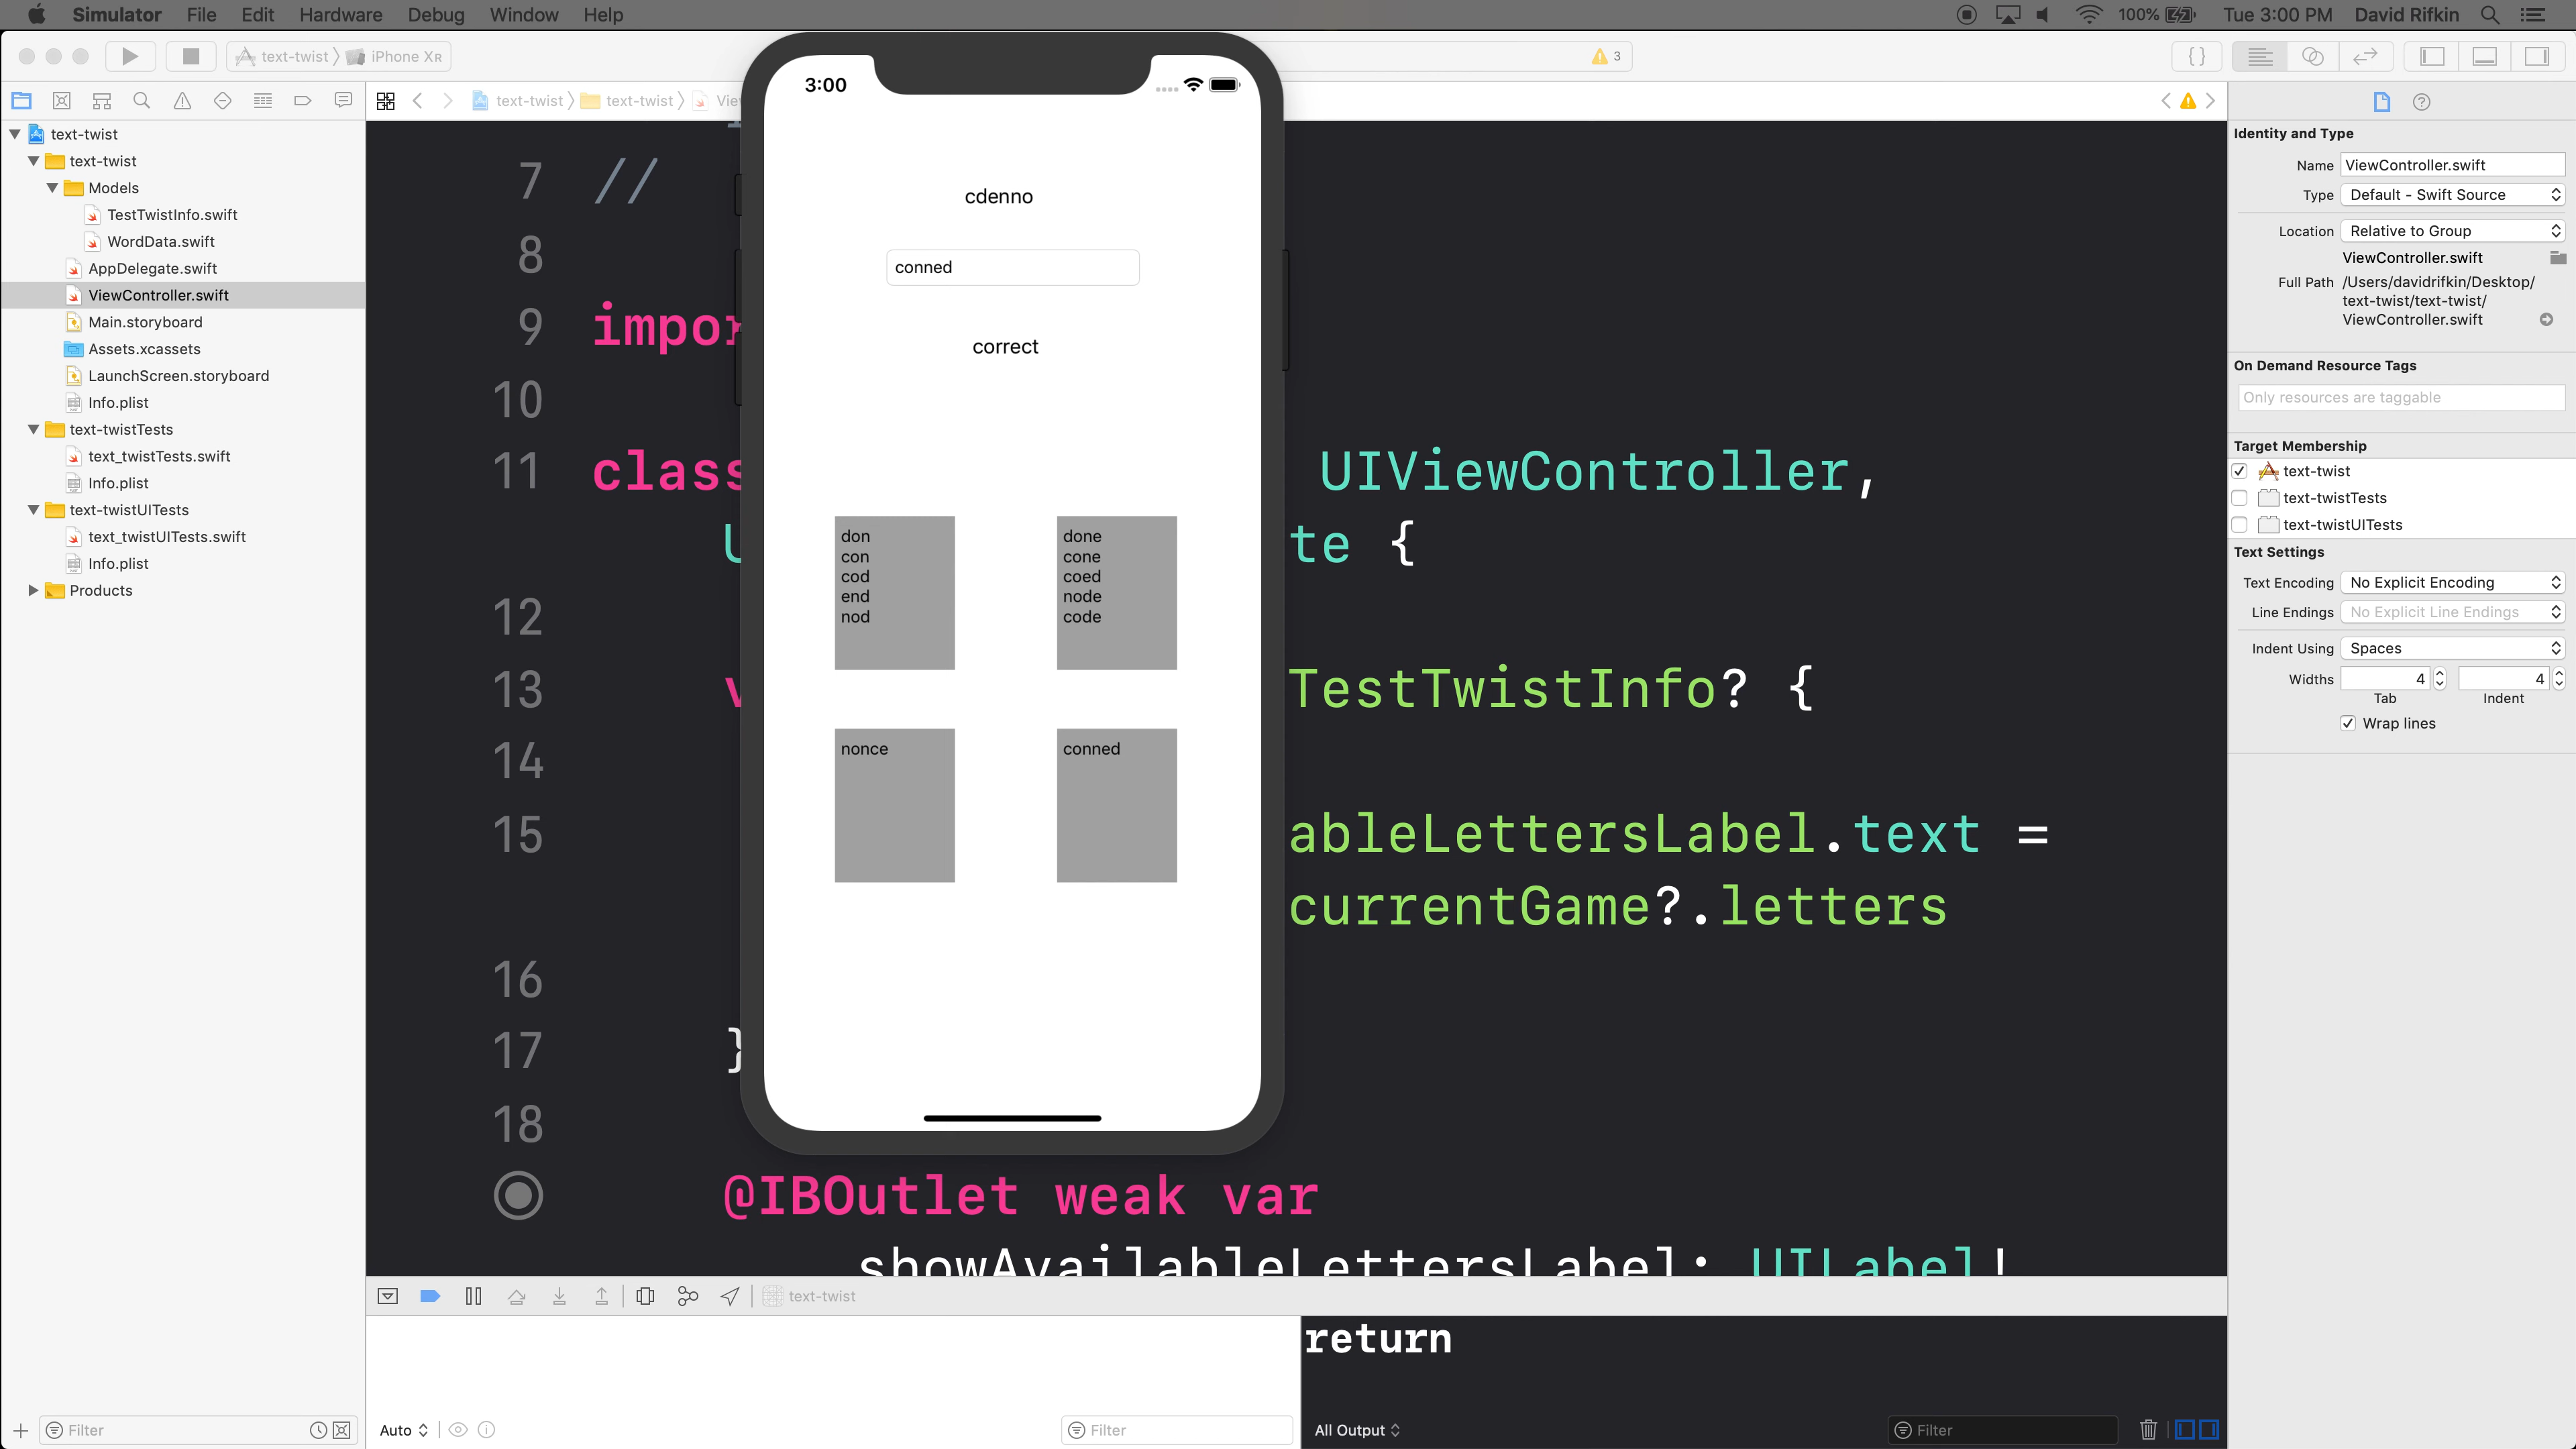 Simulator File Edit Hardware Debug Window Help
100% Tue 3:00 PM David Rifkin
text-twist iPhone XR
3
text-twist text-twist
text-twist
text-twist
Models
TestTwistInfo.swift
WordData.swift
AppDelegate.swift
ViewController.swift
Main.storyboard
Assets.xcassets
LaunchScreen.storyboard
Info.plist
text-twistTests
text_twistTests.swift
Info.plist
text-twistUITests
text_twistUITests.swift
Info.plist
Products
Filter
7 //
8
9
10
11 class UIViewController,
te {
12
13 TestTwistInfo? {
14
15 ableLettersLabel.text =
currentGame?.letters
16
17 }
18
@IBOutlet weak var
showAvailableLettersLabel: UILabel!
3:00
cdenno
conned
correct
don
con
cod
end
nod
done
cone
coed
node
code
nonce
conned
text-twist
Auto
Filter
return
All Output
Filter
Identity and Type
Name ViewController.swift
Type Default - Swift Source
Location Relative to Group
ViewController.swift
Full Path /Users/davidrifkin/Desktop/
text-twist/text-twist/
ViewController.swift
On Demand Resource Tags
Only resources are taggable
Target Membership
text-twist
text-twistTests
text-twistUITests
Text Settings
Text Encoding No Explicit Encoding
Line Endings No Explicit Line Endings
Indent Using Spaces
Widths 4 4
Tab Indent
Wrap lines